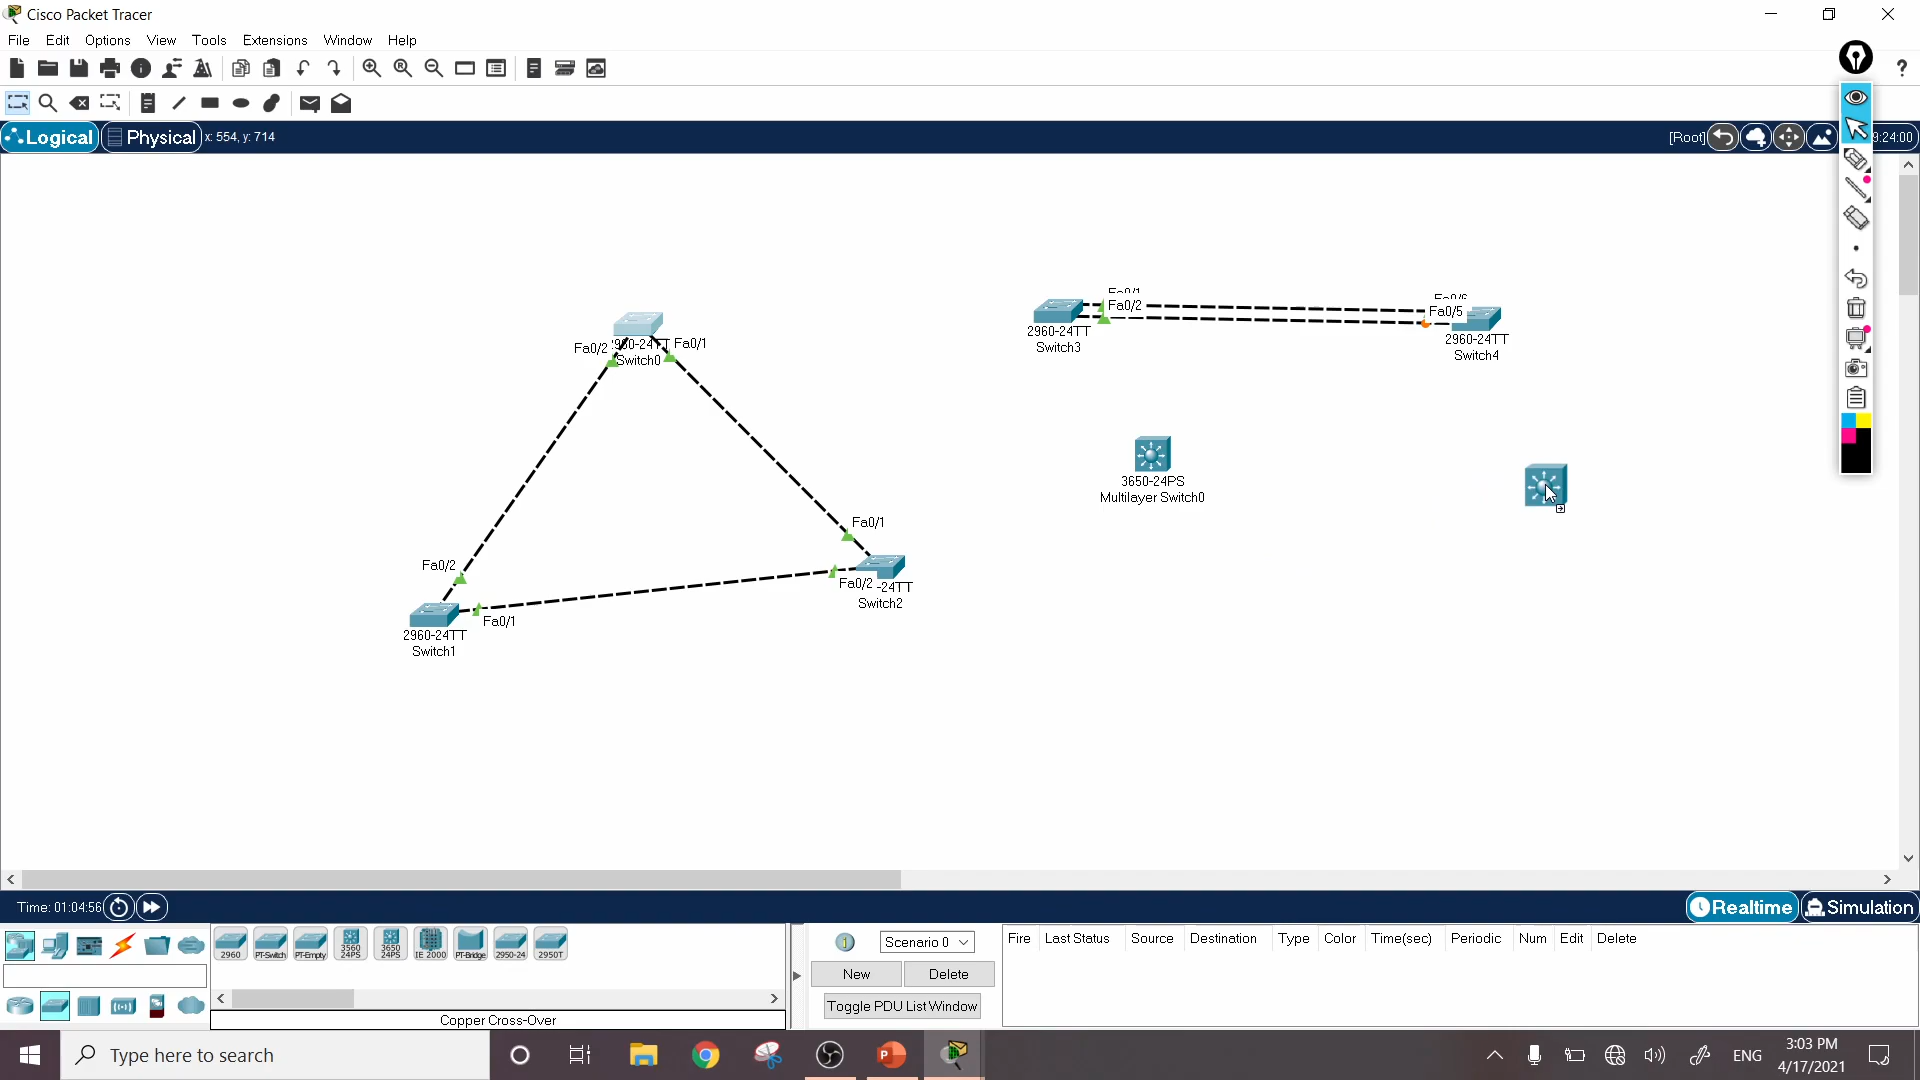 Cisco Packet Tracer
File Edit Options View Tools Extensions Window Help
?
Logical Physical x: 554, y: 714 [Root] 9:24:00
Fa0/2 Fa0/1
Switch0
Fa0/1
Fa0/2
Fa0/1
2960-24TT
Switch1
Fa0/2 -24TT
Switch2
Fa0/2
2960-24TT
Switch3
Fa0/5
2960-24TT
Switch4
3650-24PS
Multilayer Switch0
Time: 01:04:56 Realtime Simulation
2960 PT-Switch PT-Empty 3560 24PS 3650 24PS IE 2000 PT-Bridge 2950-24 2950T
Copper Cross-Over
1 Scenario 0
New Delete
Toggle PDU List Window
Fire Last Status Source Destination Type Color Time(sec) Periodic Num Edit Delete
Type here to search
ENG
3:03 PM
4/17/2021